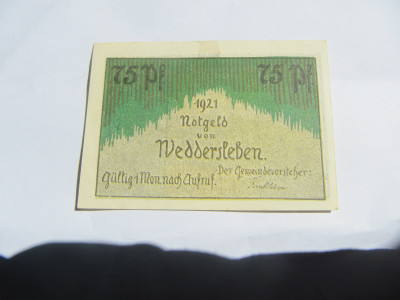 75 Pf 75 Pf
1921
Notgeld
von
Weddersleben.
Der Gemeindevorsteher:
Gültig 1 Mon. nach Aufruf.